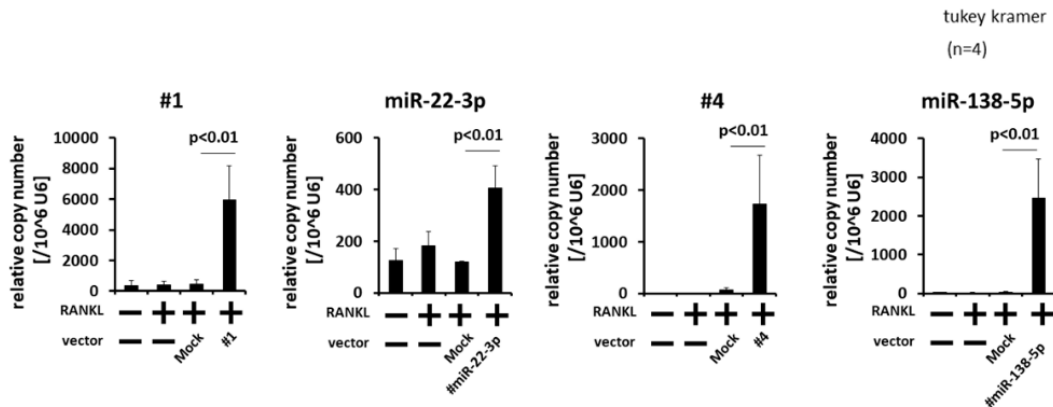 tukey kramer
(n=4)
#1
relative copy number
[/10^6 U6]
10000
8000
6000
4000
2000
0
p<0.01
RANKL — + + +
vector — — Mock #1
miR-22-3p
relative copy number
[/10^6 U6]
600
400
200
0
p<0.01
RANKL — + + +
vector — — Mock #miR-22-3p
#4
relative copy number
[/10^6 U6]
3000
2000
1000
0
p<0.01
RANKL — + + +
vector — — Mock #4
miR-138-5p
relative copy number
[/10^6 U6]
4000
3000
2000
1000
0
p<0.01
RANKL — + + +
vector — — Mock #miR-138-5p